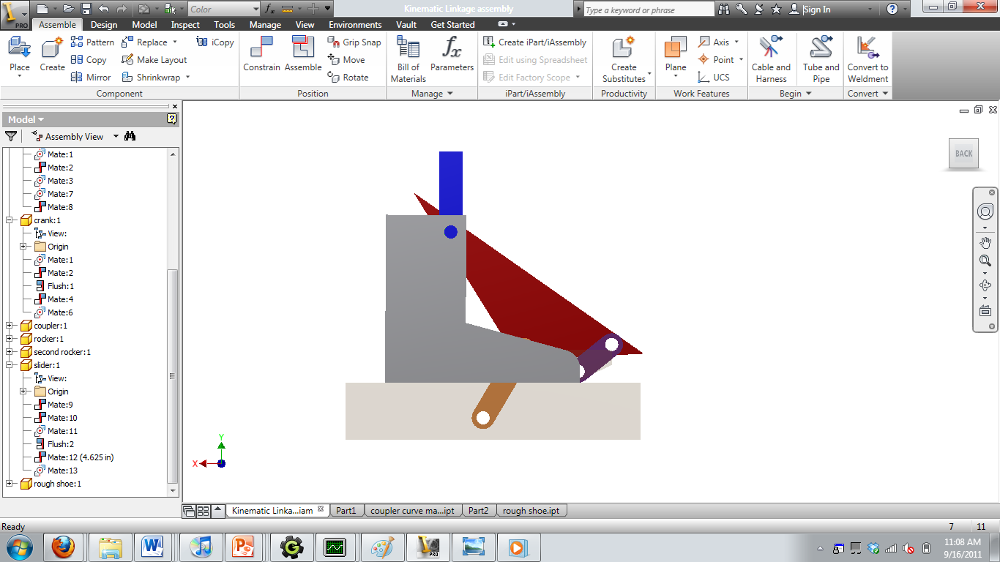 Color
Kinematic Linkage assembly
Type a keyword or phrase
Sign In
PRO
Assemble Design Model Inspect Tools Manage View Environments Vault Get Started
Place
Create
Pattern
Copy
Mirror
Replace
Make Layout
Shrinkwrap
iCopy
Component
Constrain
Assemble
Grip Snap
Move
Rotate
Position
Bill of
Materials
Parameters
Manage
Create iPart/iAssembly
Edit using Spreadsheet
Edit Factory Scope
iPart/iAssembly
Create
Substitutes
Productivity
Plane
Axis
Point
UCS
Work Features
Cable and
Harness
Tube and
Pipe
Begin
Convert to
Weldment
Convert
Model
Assembly View
Mate:1
Mate:2
Mate:3
Mate:7
Mate:8
crank:1
View:
Origin
Mate:1
Mate:2
Flush:1
Mate:4
Mate:6
coupler:1
rocker:1
second rocker:1
slider:1
View:
Origin
Mate:9
Mate:10
Mate:11
Flush:2
Mate:12 (4.625 in)
Mate:13
rough shoe:1
BACK
Y
X
Kinematic Linka...iam
Part1
coupler curve ma...ipt
Part2
rough shoe.ipt
Ready
7 11
PRO
11:08 AM
9/16/2011